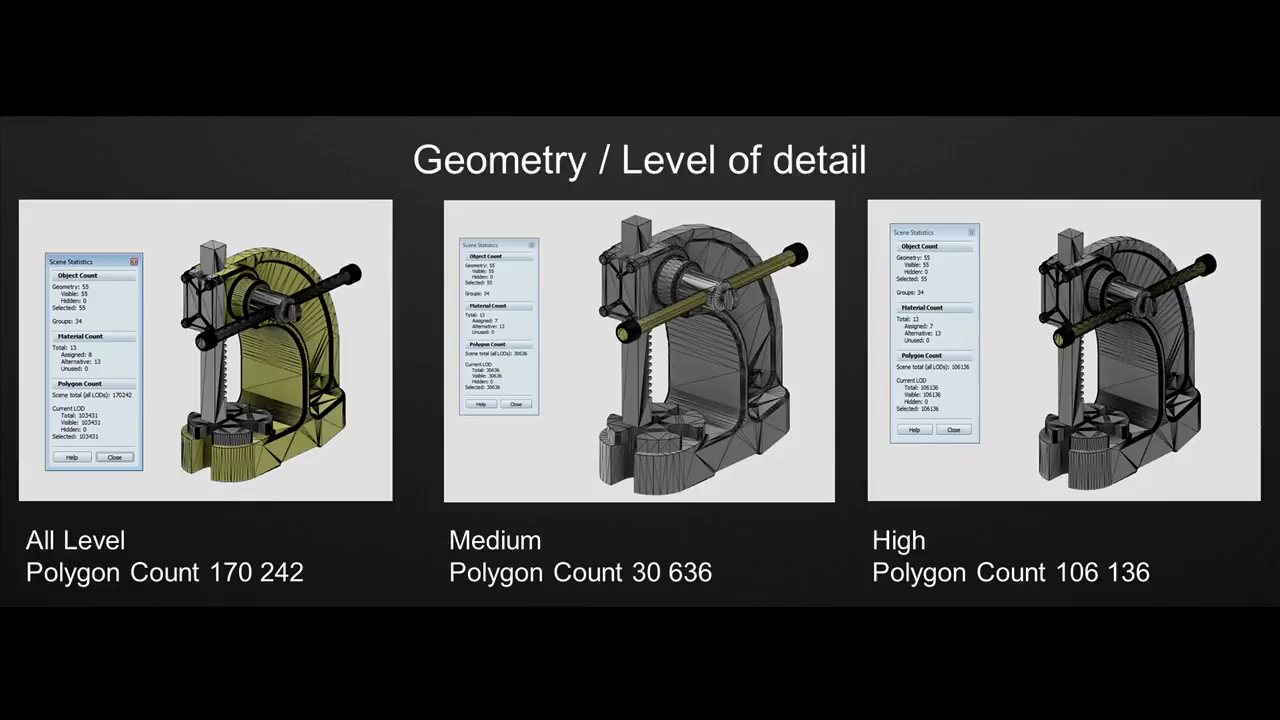 Geometry / Level of detail
Scene Statistics
Object Count
Geometry: 55
Visible: 55
Hidden: 0
Selected: 55
Groups: 34
Material Count
Total: 13
Assigned: 8
Alternative: 13
Unused: 0
Polygon Count
Scene total (all LODs): 170242
Current LOD
Total: 103431
Visible: 103431
Hidden: 0
Selected: 103431
Help Close
All Level
Polygon Count 170 242
Scene Statistics
Object Count
Geometry: 55
Visible: 55
Hidden: 0
Selected: 55
Groups: 34
Material Count
Total: 13
Assigned: 7
Alternative: 13
Unused: 0
Polygon Count
Scene total (all LODs): 30636
Current LOD
Total: 30636
Visible: 30636
Hidden: 0
Selected: 30636
Help Close
Medium
Polygon Count 30 636
Scene Statistics
Object Count
Geometry: 55
Visible: 55
Hidden: 0
Selected: 55
Groups: 34
Material Count
Total: 13
Assigned: 7
Alternative: 13
Unused: 0
Polygon Count
Scene total (all LODs): 106136
Current LOD
Total: 106136
Visible: 106136
Hidden: 0
Selected: 106136
Help Close
High
Polygon Count 106 136